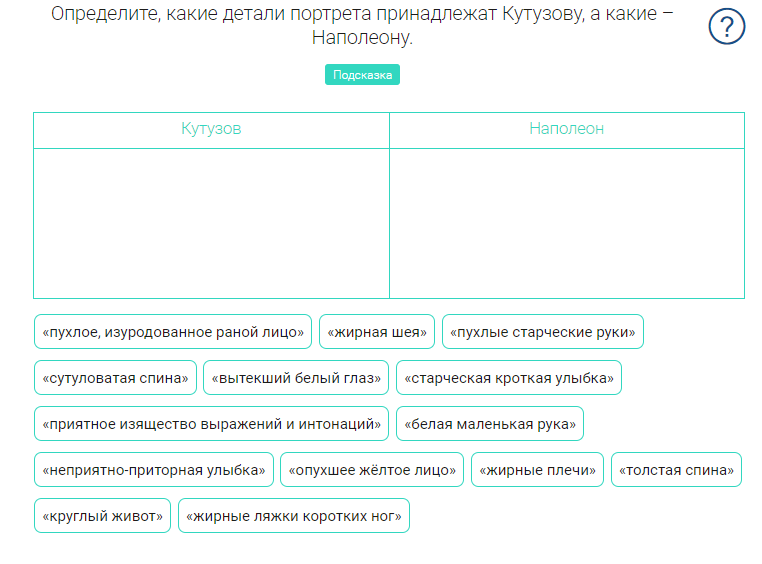 Определите, какие детали портрета принадлежат Кутузову, а какие –
Наполеону.
?
Подсказка
Кутузов Наполеон
«пухлое, изуродованное раной лицо» «жирная шея» «пухлые старческие руки»
«сутуловатая спина» «вытекший белый глаз» «старческая кроткая улыбка»
«приятное изящество выражений и интонаций» «белая маленькая рука»
«неприятно-приторная улыбка» «опухшее жёлтое лицо» «жирные плечи» «толстая спина»
«круглый живот» «жирные ляжки коротких ног»